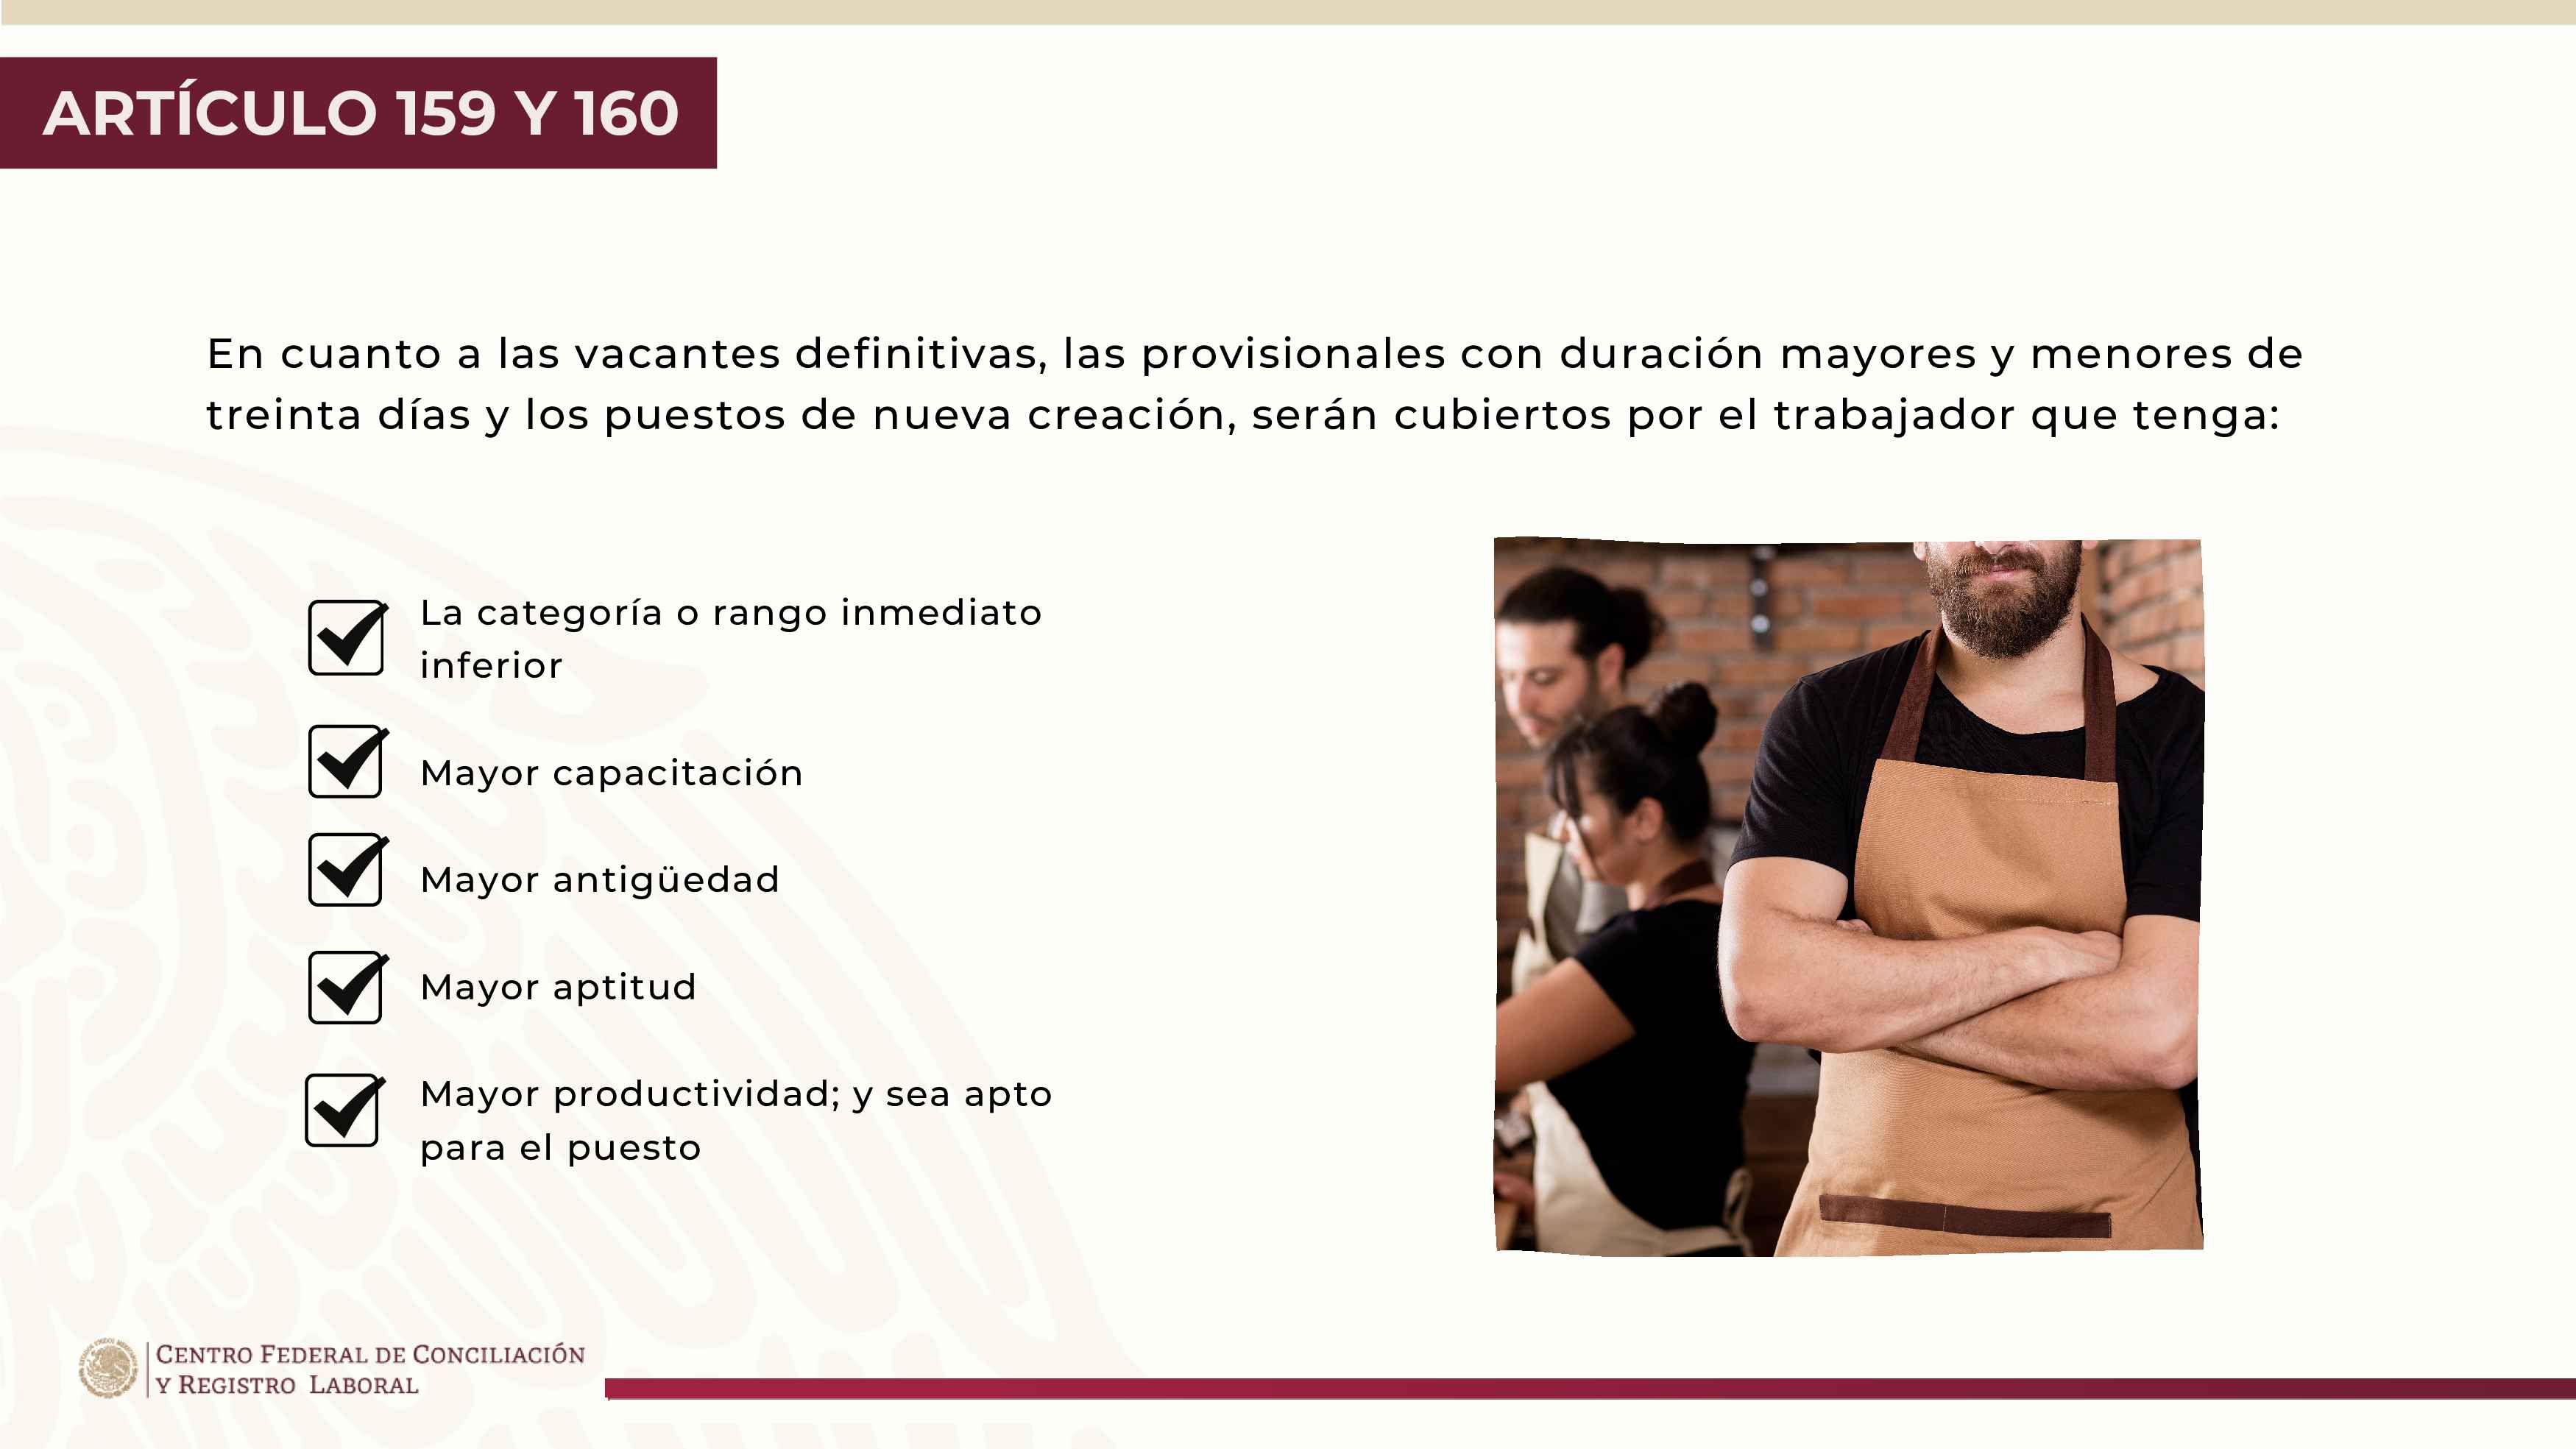 ARTÍCULO 159 Y 160
En cuanto a las vacantes definitivas, las provisionales con duración mayores y menores de
treinta días y los puestos de nueva creación, serán cubiertos por el trabajador que tenga:
La categoría o rango inmediato
inferior
Mayor capacitación
Mayor antigüedad
Mayor aptitud
Mayor productividad; y sea apto
para el puesto
CENTRO FEDERAL DE CONCILIACIÓN
Y REGISTRO LABORAL